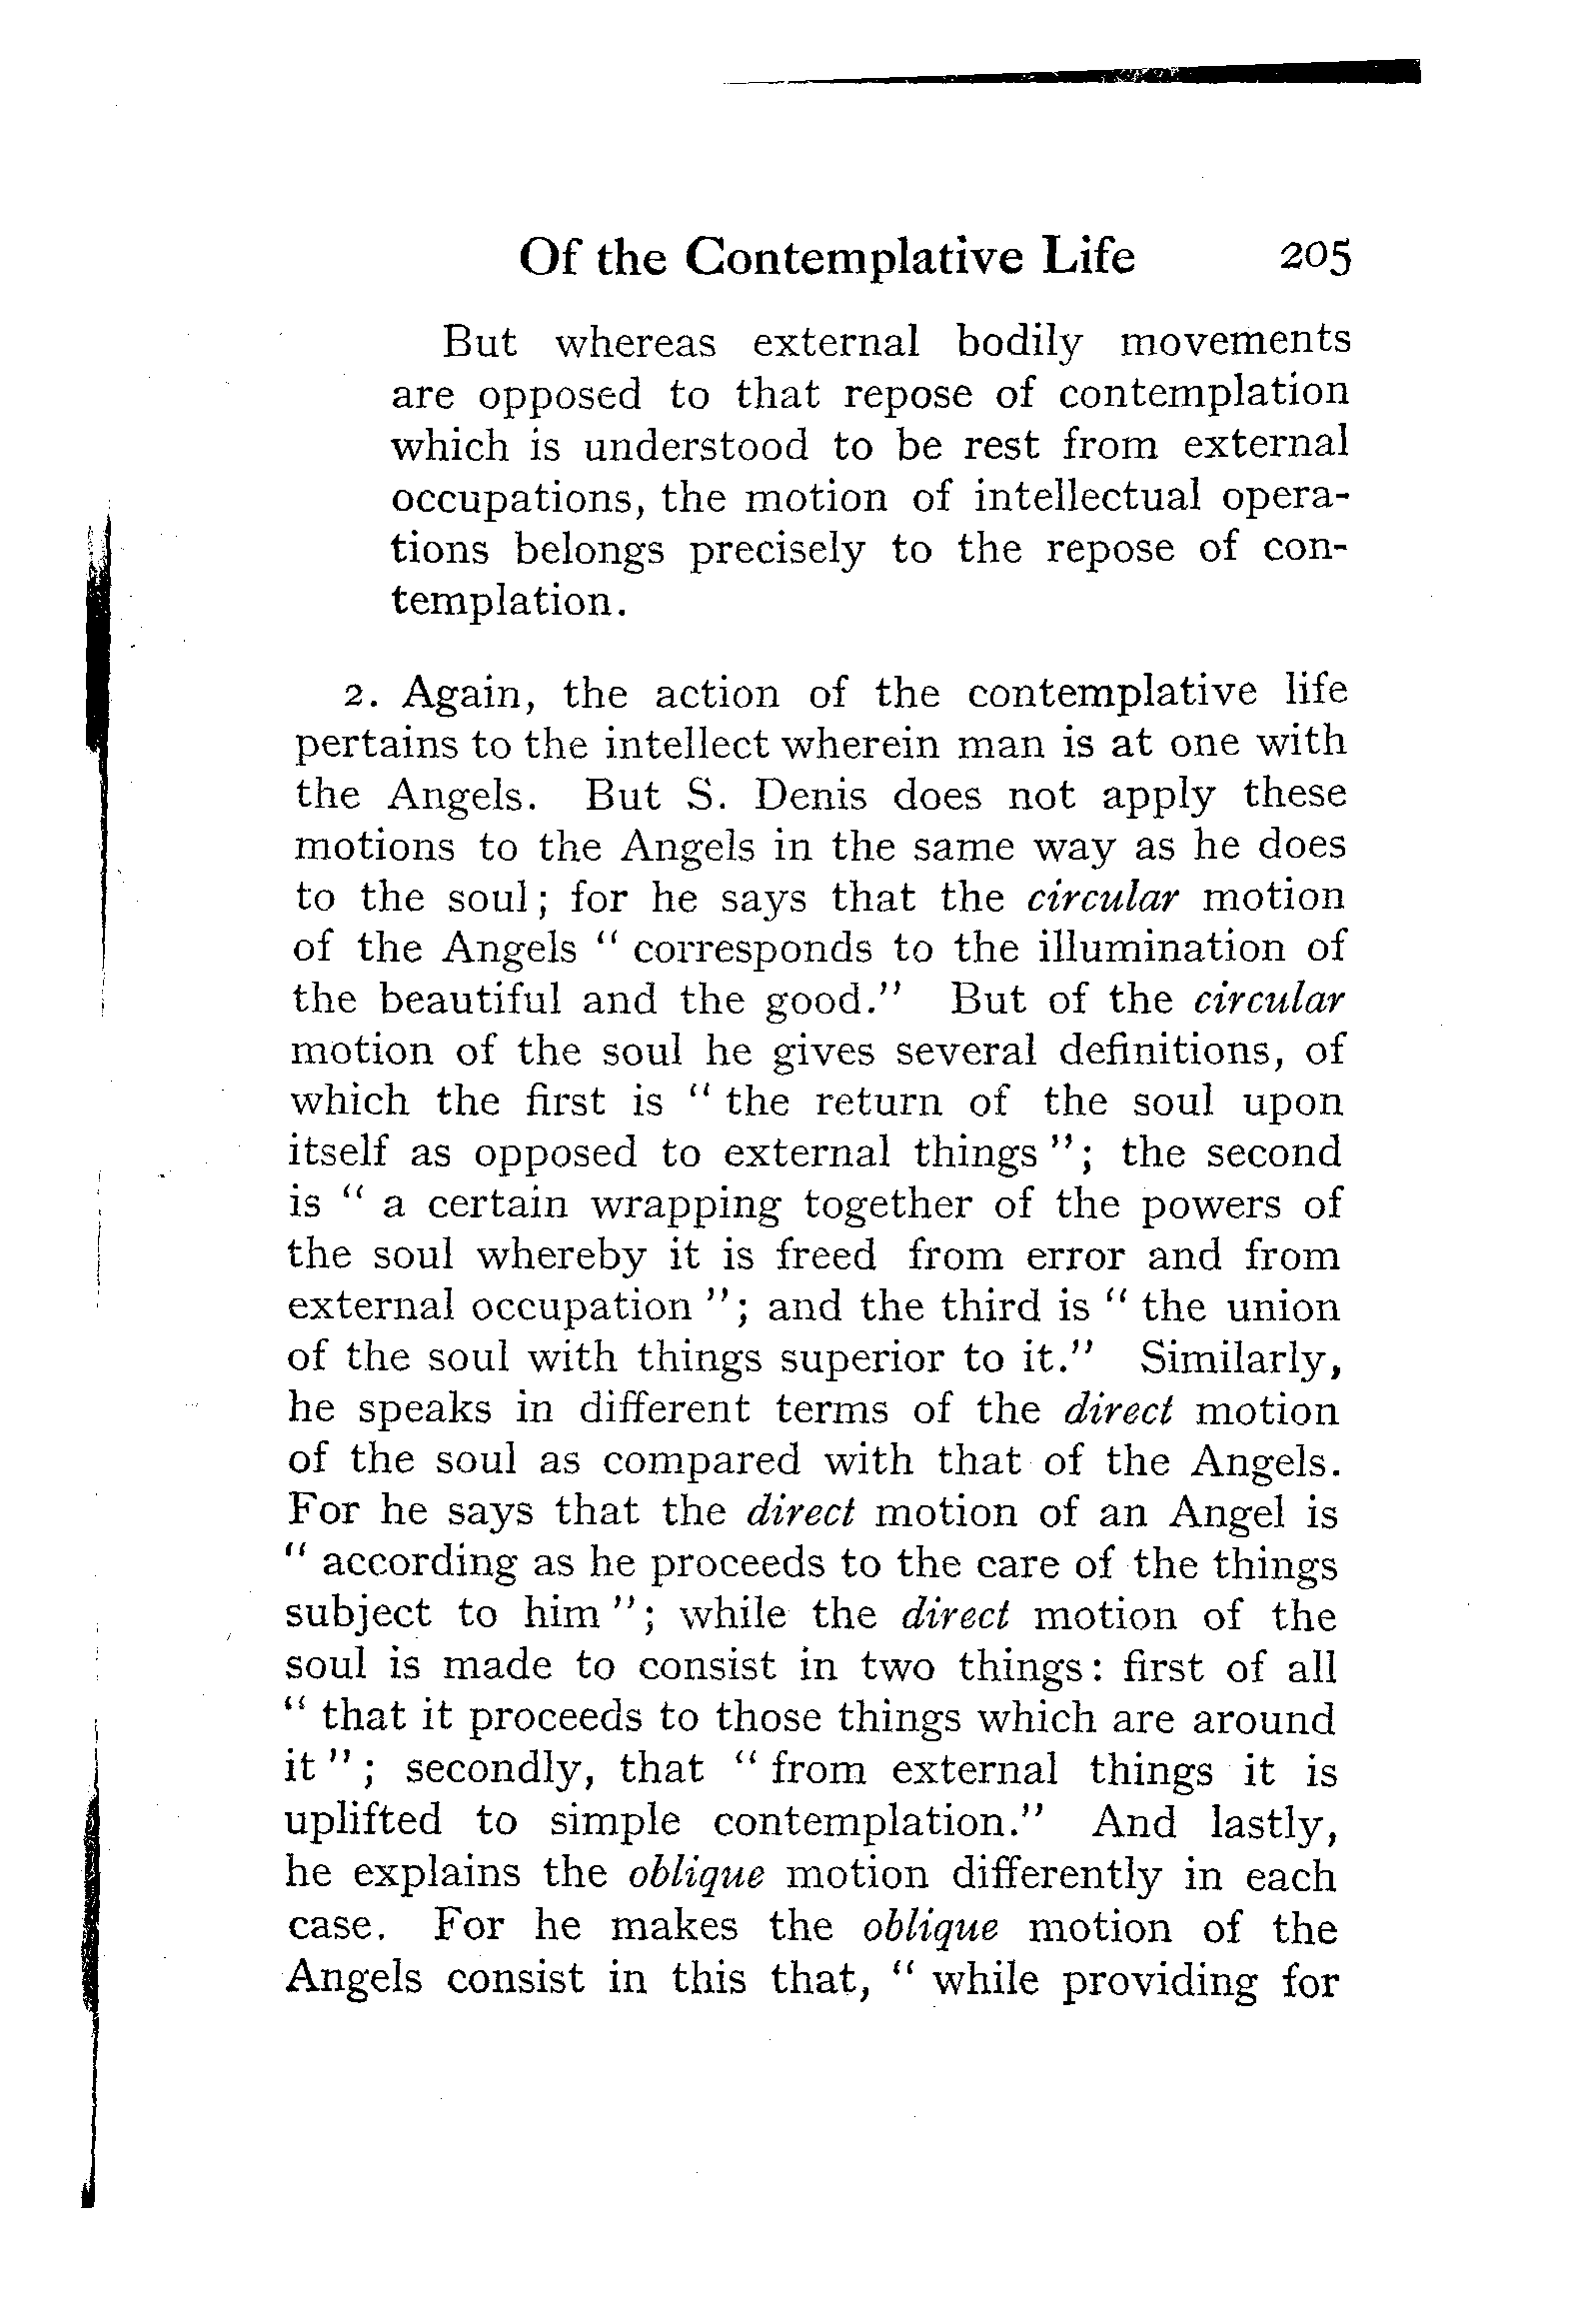 Of the Contemplative Life 205
But whereas external bodily movements
are opposed to that repose of contemplation
which is understood to be rest from external
occupations, the motion of intellectual opera-
tions belongs precisely to the repose of con-
templation.
2. Again, the action of the contemplative life
pertains to the intellect wherein man is at one with
the Angels. But S. Denis does not apply these
motions to the Angels in the same way as he does
to the soul; for he says that the circular motion
of the Angels " corresponds to the illumination of
the beautiful and the good." But of the circular
motion of the soul he gives several definitions, of
which the first is " the return of the soul upon
itself as opposed to external things "; the second
is " a certain wrapping together of the powers of
the soul whereby it is freed from error and from
external occupation "; and the third is " the union
of the soul with things superior to it." Similarly,
he speaks in different terms of the direct motion
of the soul as compared with that of the Angels.
For he says that the direct motion of an Angel is
" according as he proceeds to the care of the things
subject to him "; while the direct motion of the
soul is made to consist in two things: first of all
" that it proceeds to those things which are around
it "; secondly, that " from external things it is
uplifted to simple contemplation." And lastly,
he explains the oblique motion differently in each
case. For he makes the oblique motion of the
Angels consist in this that, " while providing for